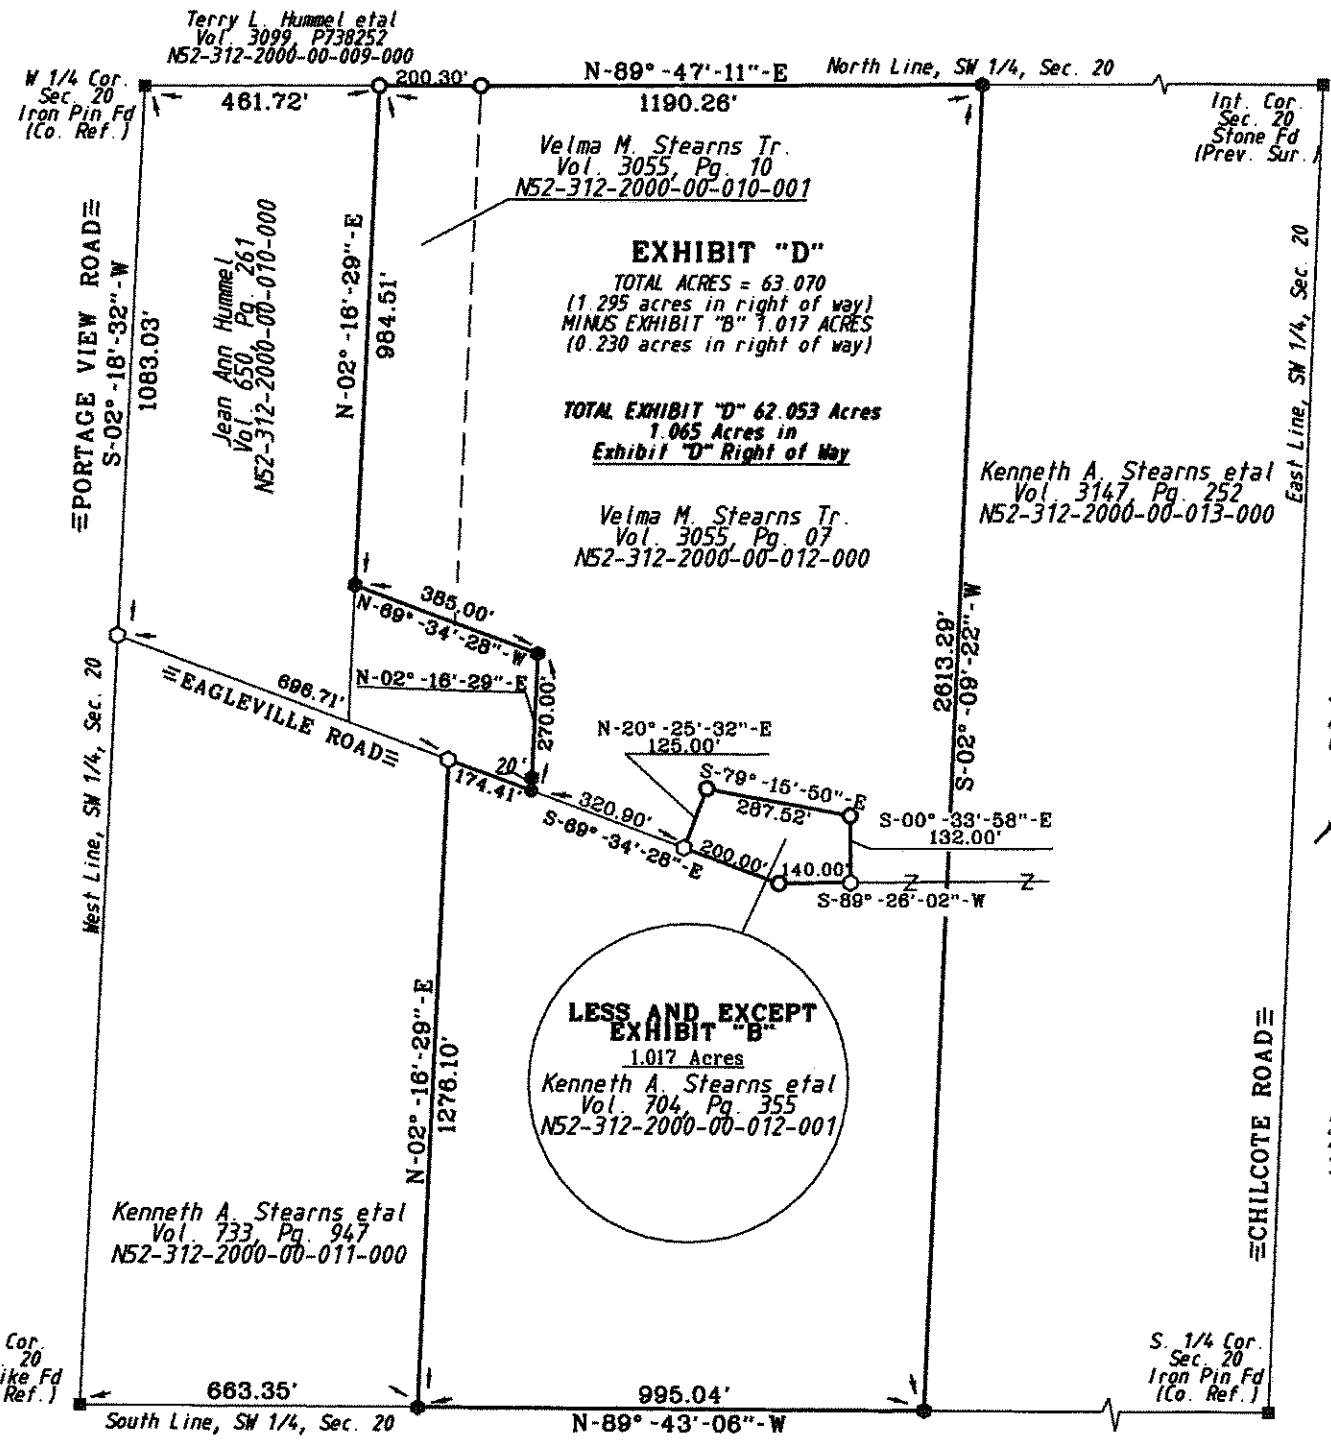 Terry L. Hummel etal
Vol. 3099, P738252
N52-312-2000-00-009-000
W 1/4 Cor.
Sec. 20
Iron Pin Fd
(Co. Ref.)
461.72'
200.30'
N-89°-47'-11"-E
1190.26'
North Line, SW 1/4, Sec. 20
Int. Cor.
Sec. 20
Stone Fd
(Prev. Sur.)
Velma M. Stearns Tr.
Vol. 3055, Pg. 10
N52-312-2000-00-010-001
EXHIBIT "D"
TOTAL ACRES = 63.070
(1.295 acres in right of way)
MINUS EXHIBIT "B" 1.017 ACRES
(0.230 acres in right of way)
TOTAL EXHIBIT "D" 62.053 Acres
1.065 Acres in
Exhibit "D" Right of Way
Velma M. Stearns Tr.
Vol. 3055, Pg. 07
N52-312-2000-00-012-000
=PORTAGE VIEW ROAD=
S-02°-18'-32"-W
1083.03'
Jean Ann Hummel
Vol. 650, Pg. 261
N52-312-2000-00-010-000
N-02°-16'-29"-E
984.51'
Kenneth A. Stearns etal
Vol. 3147, Pg. 252
N52-312-2000-00-013-000
East Line, SW 1/4, Sec. 20
2613.29'
S-02°-09'-22"-W
385.00'
N-69°-34'-28"-W
N-02°-16'-29"-E
270.00'
696.71'
=EAGLEVILLE ROAD=
20'
174.41'
320.90'
S-69°-34'-28"-E
N-20°-25'-32"-E
125.00'
S-79°-15'-50"-E
287.52'
S-00°-33'-58"-E
132.00'
200.00'
140.00'
S-89°-26'-02"-W
West Line, SW 1/4, Sec. 20
N-02°-16'-29"-E
1276.10'
LESS AND EXCEPT
EXHIBIT "B"
1.017 Acres
Kenneth A. Stearns etal
Vol. 704, Pg. 355
N52-312-2000-00-012-001
=CHILCOTE ROAD=
Kenneth A. Stearns etal
Vol. 733, Pg. 947
N52-312-2000-00-011-000
Cor.
20
ike Fd
Ref.)
663.35'
South Line, SW 1/4, Sec. 20
995.04'
N-89°-43'-06"-W
S. 1/4 Cor.
Sec. 20
Iron Pin Fd
(Co. Ref.)